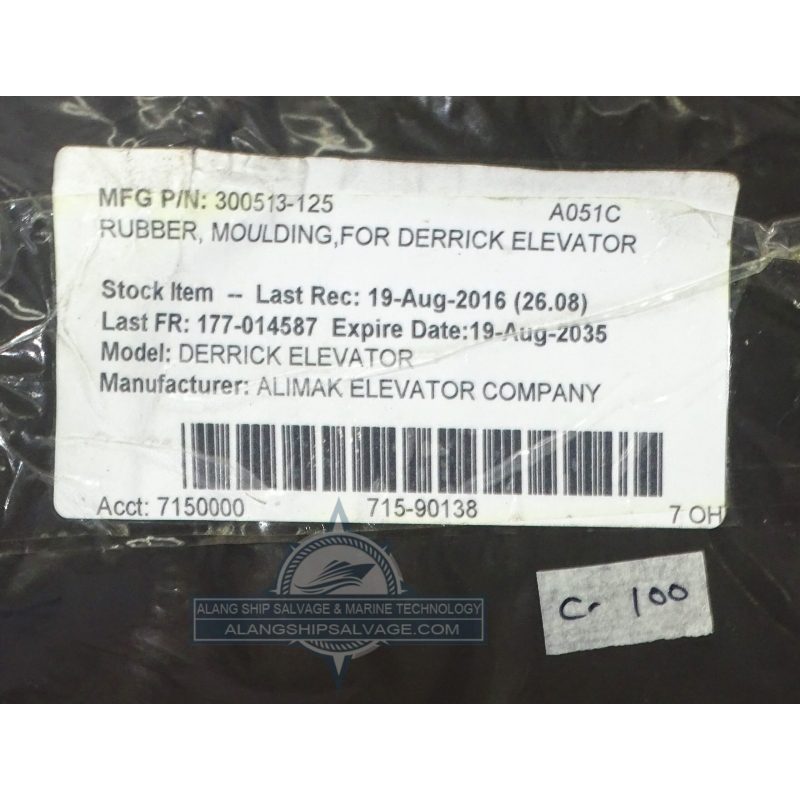 MFG P/N: 300513-125 A051C
RUBBER, MOULDING,FOR DERRICK ELEVATOR
Stock Item -- Last Rec: 19-Aug-2016 (26.08)
Last FR: 177-014587 Expire Date:19-Aug-2035
Model: DERRICK ELEVATOR
Manufacturer: ALIMAK ELEVATOR COMPANY
Acct: 7150000 715-90138 7 OH
ALANG SHIP SALVAGE & MARINE TECHNOLOGY
ALANGSHIPSALVAGE.COM
Cr 100